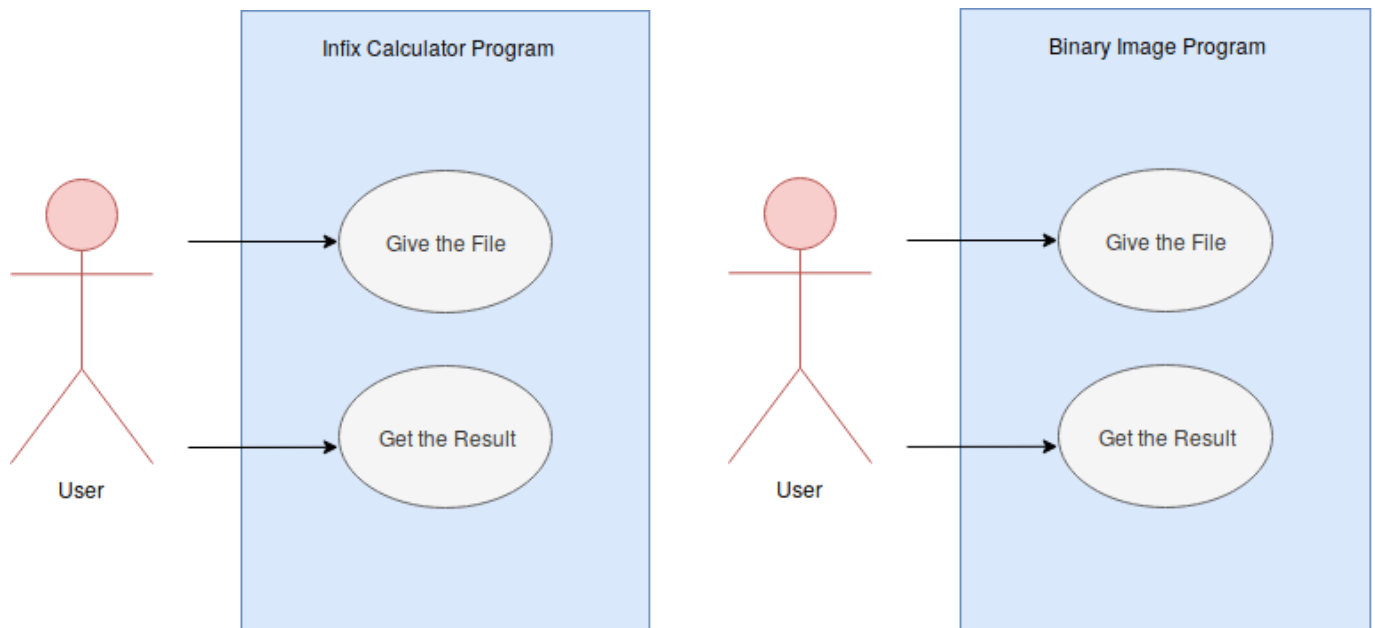 Infix Calculator Program
Give the File
Get the Result
User
Binary Image Program
Give the File
Get the Result
User